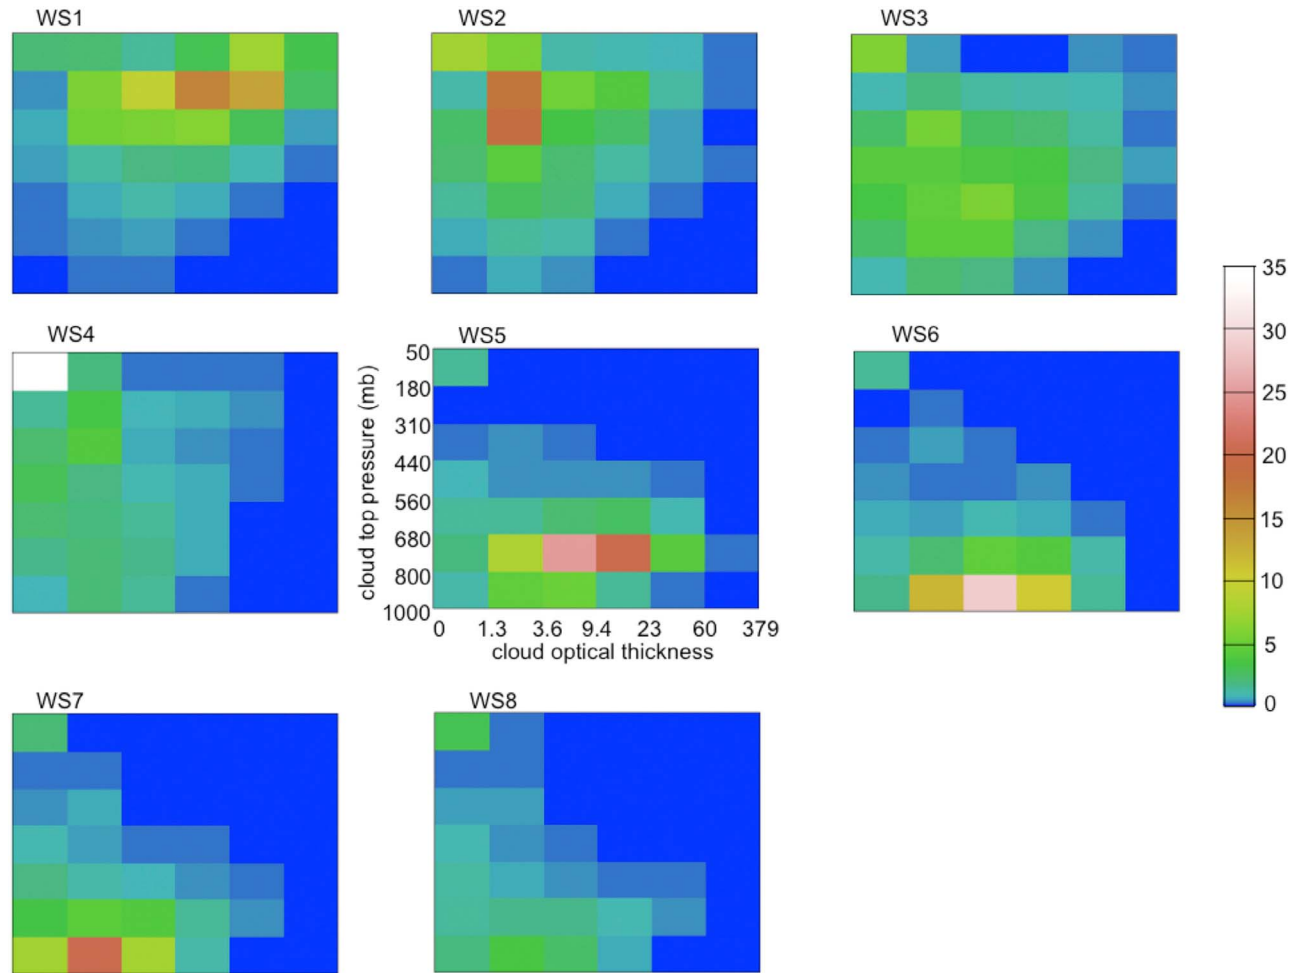 WS1
WS2
WS3
35
30
25
20
15
10
5
0
WS4
WS5
WS6
cloud top pressure (mb)
50
180
310
440
560
680
800
1000
0 1.3 3.6 9.4 23 60 379
cloud optical thickness
WS7
WS8